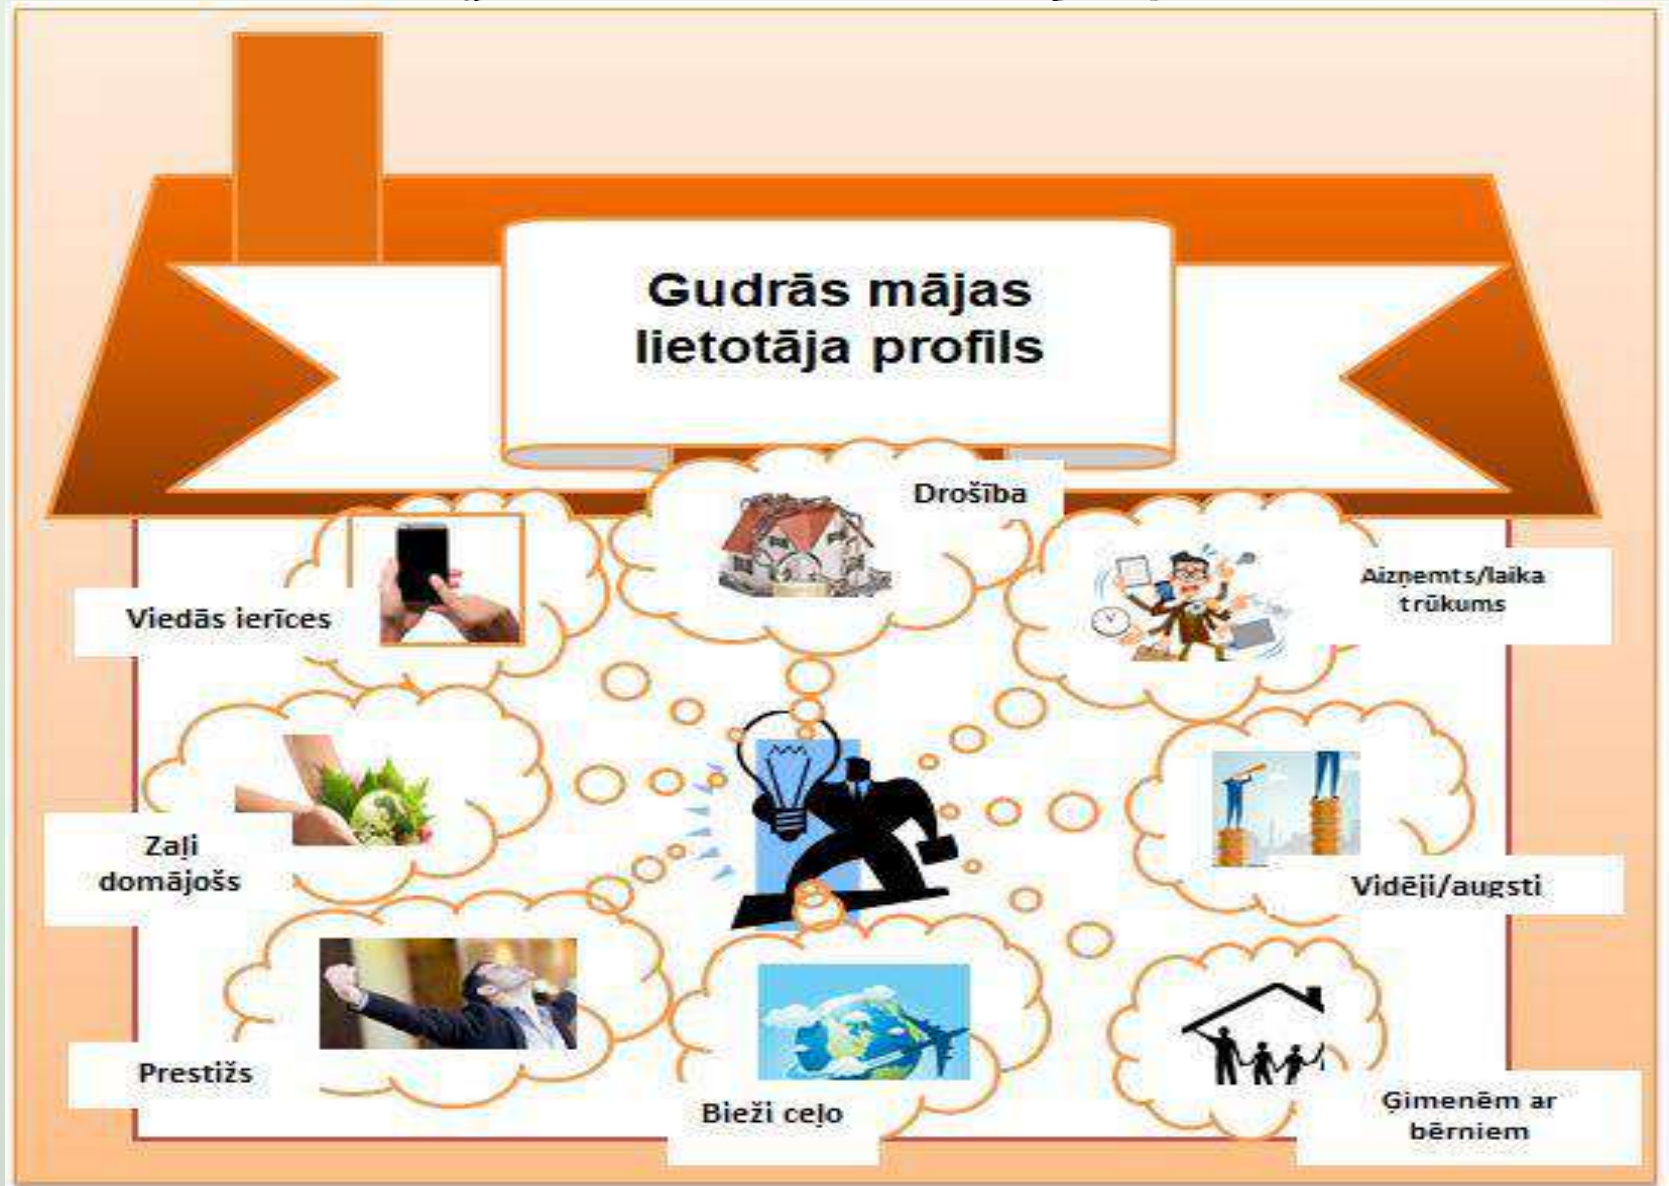 Gudrās mājas
lietotāja profils
Drošība
Viedās ierīces
Aizņemts/laika
trūkums
Zaļi
domājošs
Vidēji/augsti
Prestižs
Bieži ceļo
Ģimenēm ar
bērniem